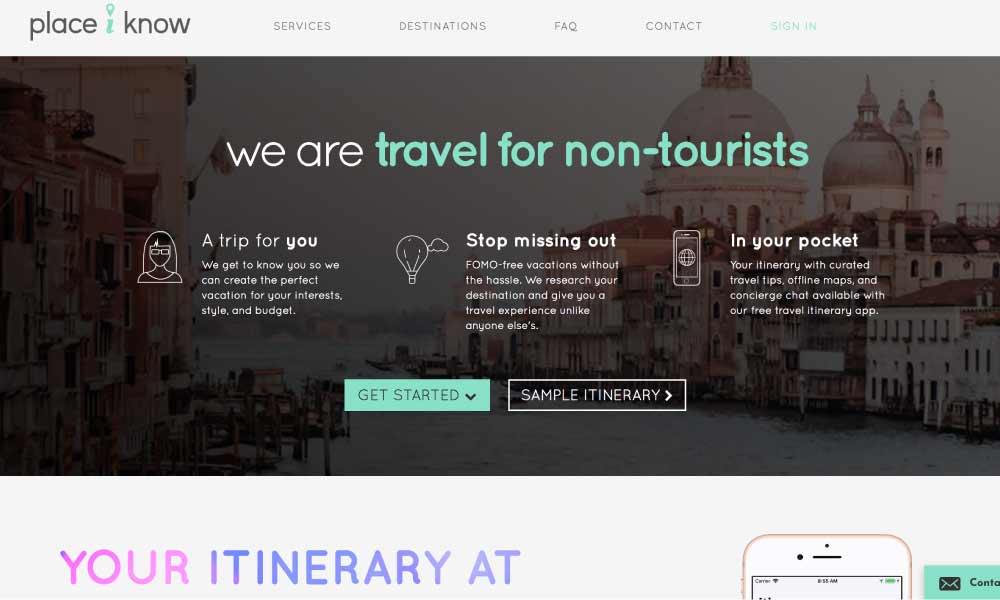 place i know
SERVICES DESTINATIONS FAQ CONTACT SIGN IN
we are travel for non-tourists
A trip for you
We get to know you so we
can create the perfect
vacation for your interests,
style, and budget.
Stop missing out
FOMO-free vacations without
the hassle. We research your
destination and give you a
travel experience unlike
anyone else's.
In your pocket
Your itinerary with curated
travel tips, offline maps, and
concierge chat available with
our free travel itinerary app.
GET STARTED
SAMPLE ITINERARY
YOUR ITINERARY AT
Carrier 8:55 AM
Conta